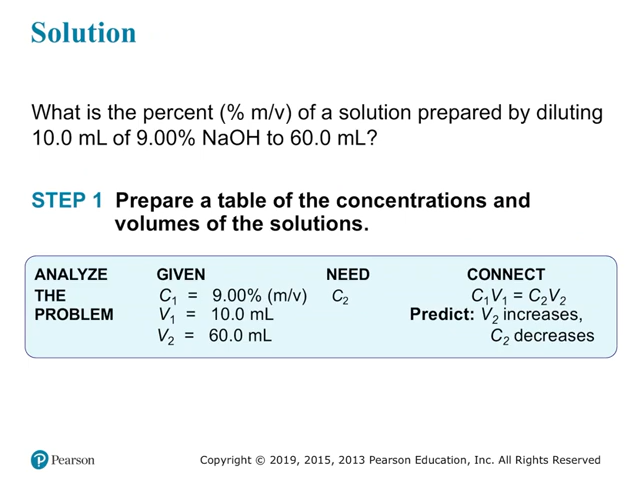 Solution
What is the percent (% m/v) of a solution prepared by diluting
10.0 mL of 9.00% NaOH to 60.0 mL?
STEP 1 Prepare a table of the concentrations and
volumes of the solutions.
ANALYZE GIVEN NEED CONNECT
THE C₁ = 9.00% (m/v) C₂ C₁V₁ = C₂V₂
PROBLEM V₁ = 10.0 mL Predict: V₂ increases,
V₂ = 60.0 mL C₂ decreases
P Pearson Copyright © 2019, 2015, 2013 Pearson Education, Inc. All Rights Reserved